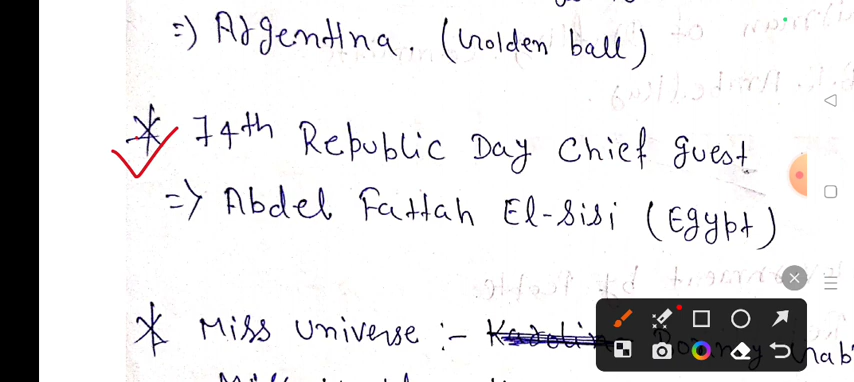 => Argentina. (Golden ball)
* 74th Republic Day Chief guest
=> Abdel Fattah El-Sisi (Egypt)
* Miss Universe :-